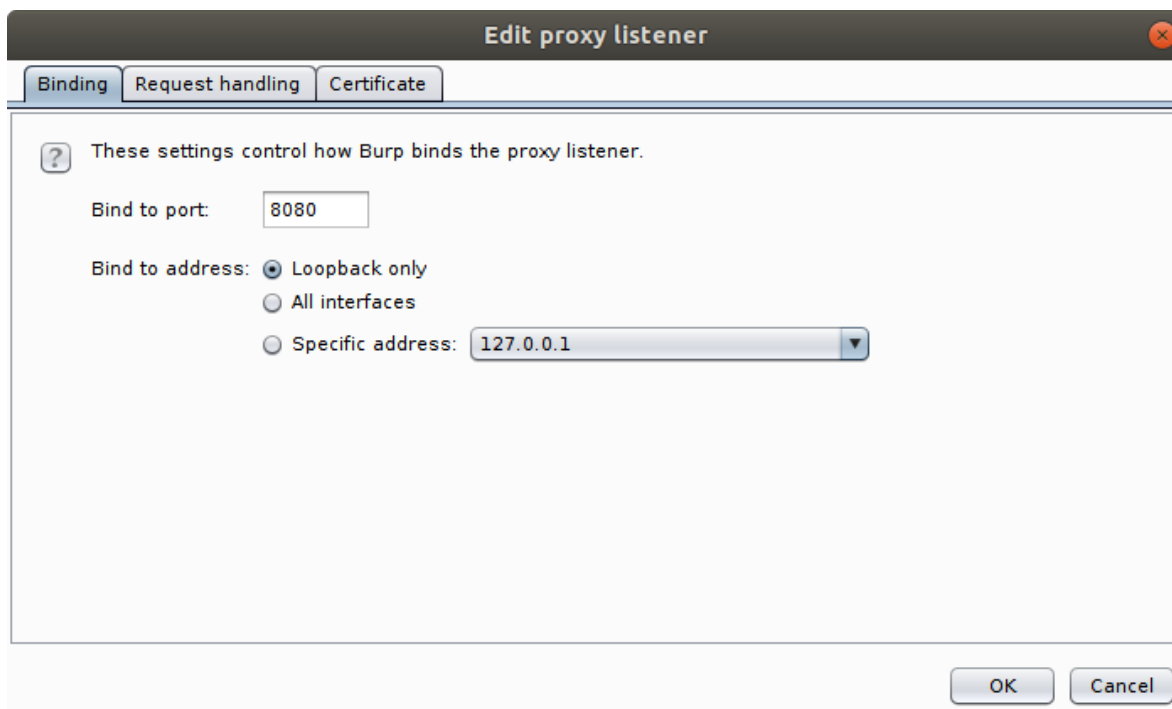 Edit proxy listener
Binding Request handling Certificate
? These settings control how Burp binds the proxy listener.
Bind to port: 8080
Bind to address: Loopback only
All interfaces
Specific address: 127.0.0.1
OK Cancel